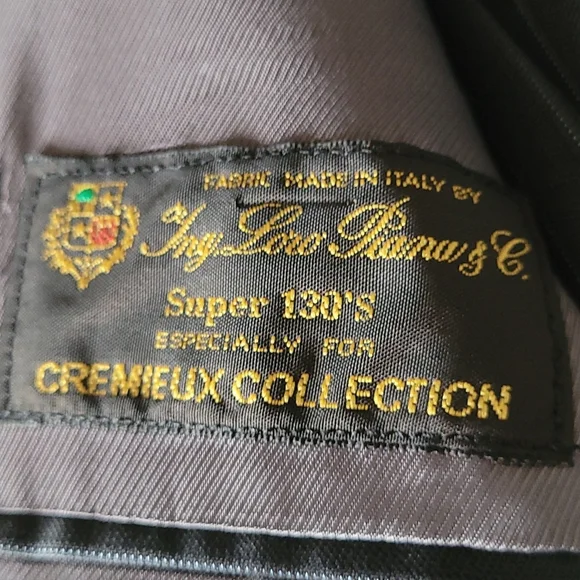 FABRIC MADE IN ITALY BY
Ing. Loro Piana & C.
Super 130'S
ESPECIALLY FOR
CREMIEUX COLLECTION